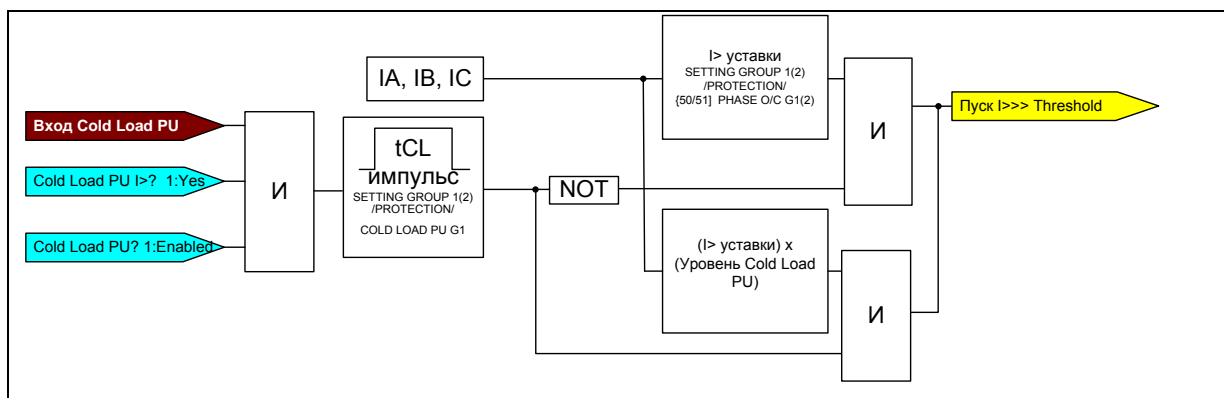 Вход Cold Load PU
Cold Load PU I>? 1:Yes
Cold Load PU? 1:Enabled
И
IA, IB, IC
tCL
импульс
SETTING GROUP 1(2)
/PROTECTION/
COLD LOAD PU G1
NOT
I> уставки
SETTING GROUP 1(2)
/PROTECTION/
{50/51] PHASE O/C G1(2)
(I> уставки) x
(Уровень Cold Load
PU)
И
И
Пуск I>>> Threshold